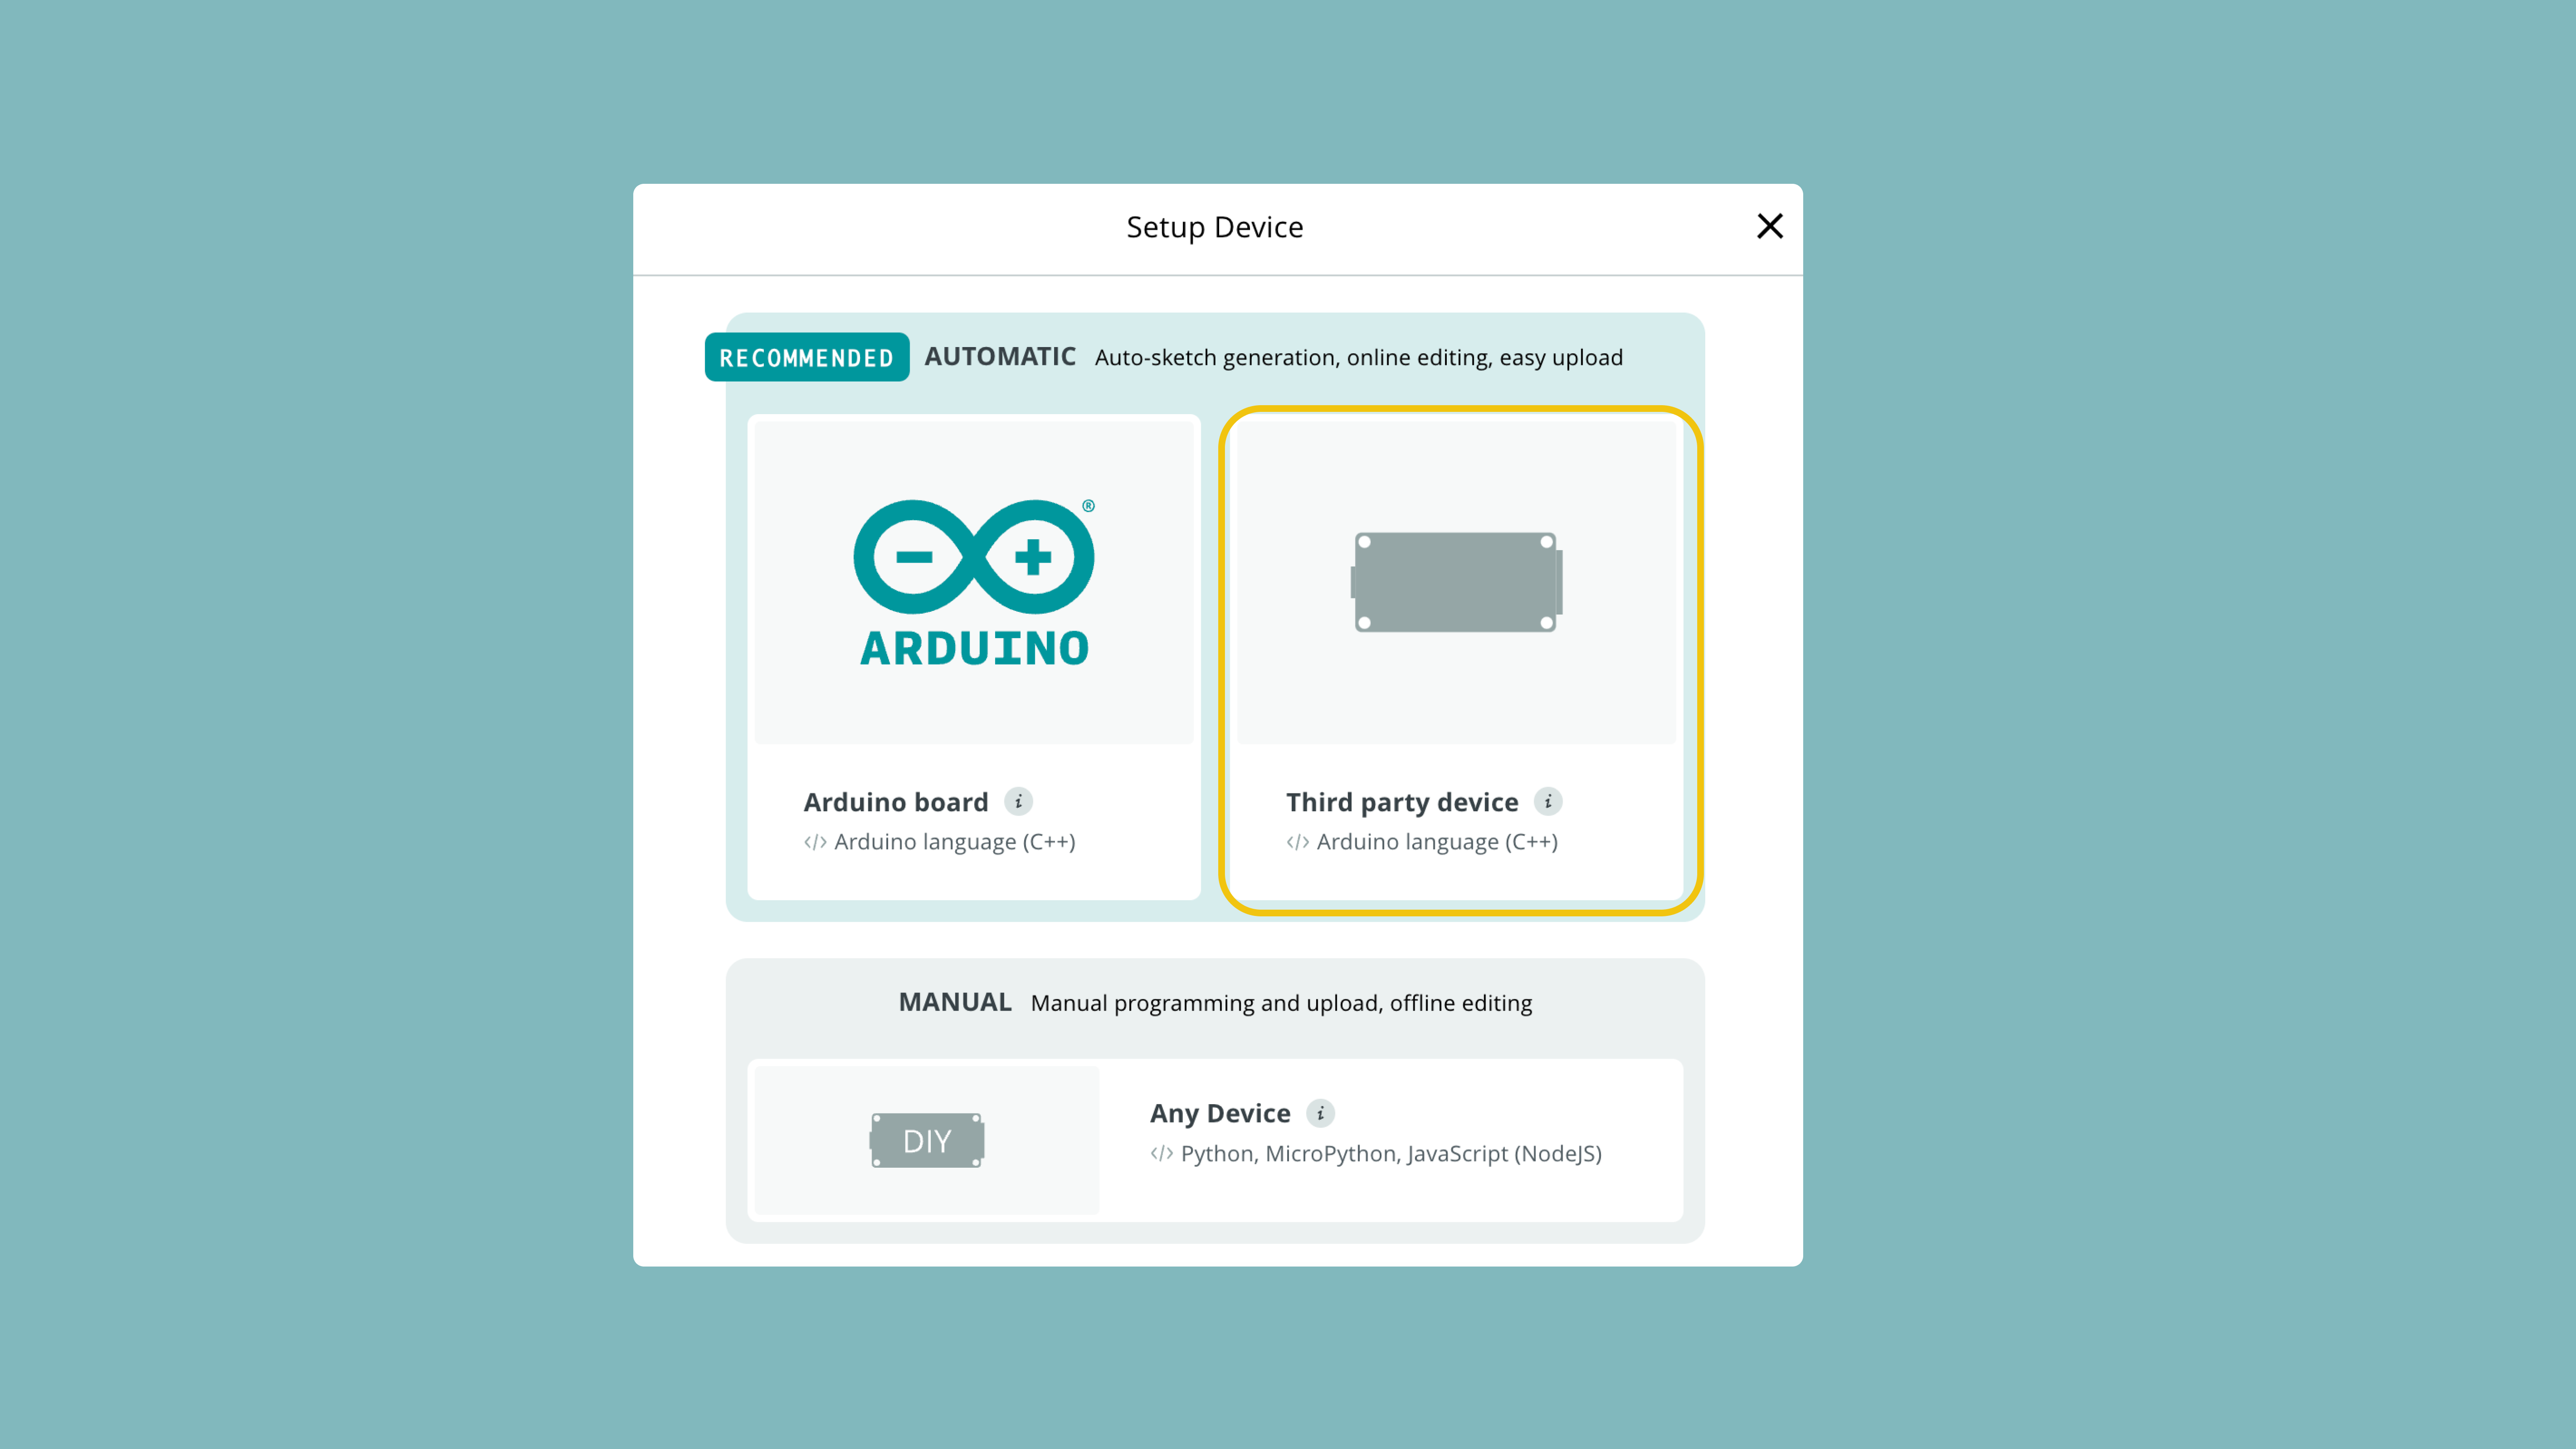 Setup Device
RECOMMENDED AUTOMATIC Auto-sketch generation, online editing, easy upload
®
ARDUINO
Arduino board i
</> Arduino language (C++)
Third party device i
</> Arduino language (C++)
MANUAL Manual programming and upload, offline editing
DIY
Any Device i
</> Python, MicroPython, JavaScript (NodeJS)